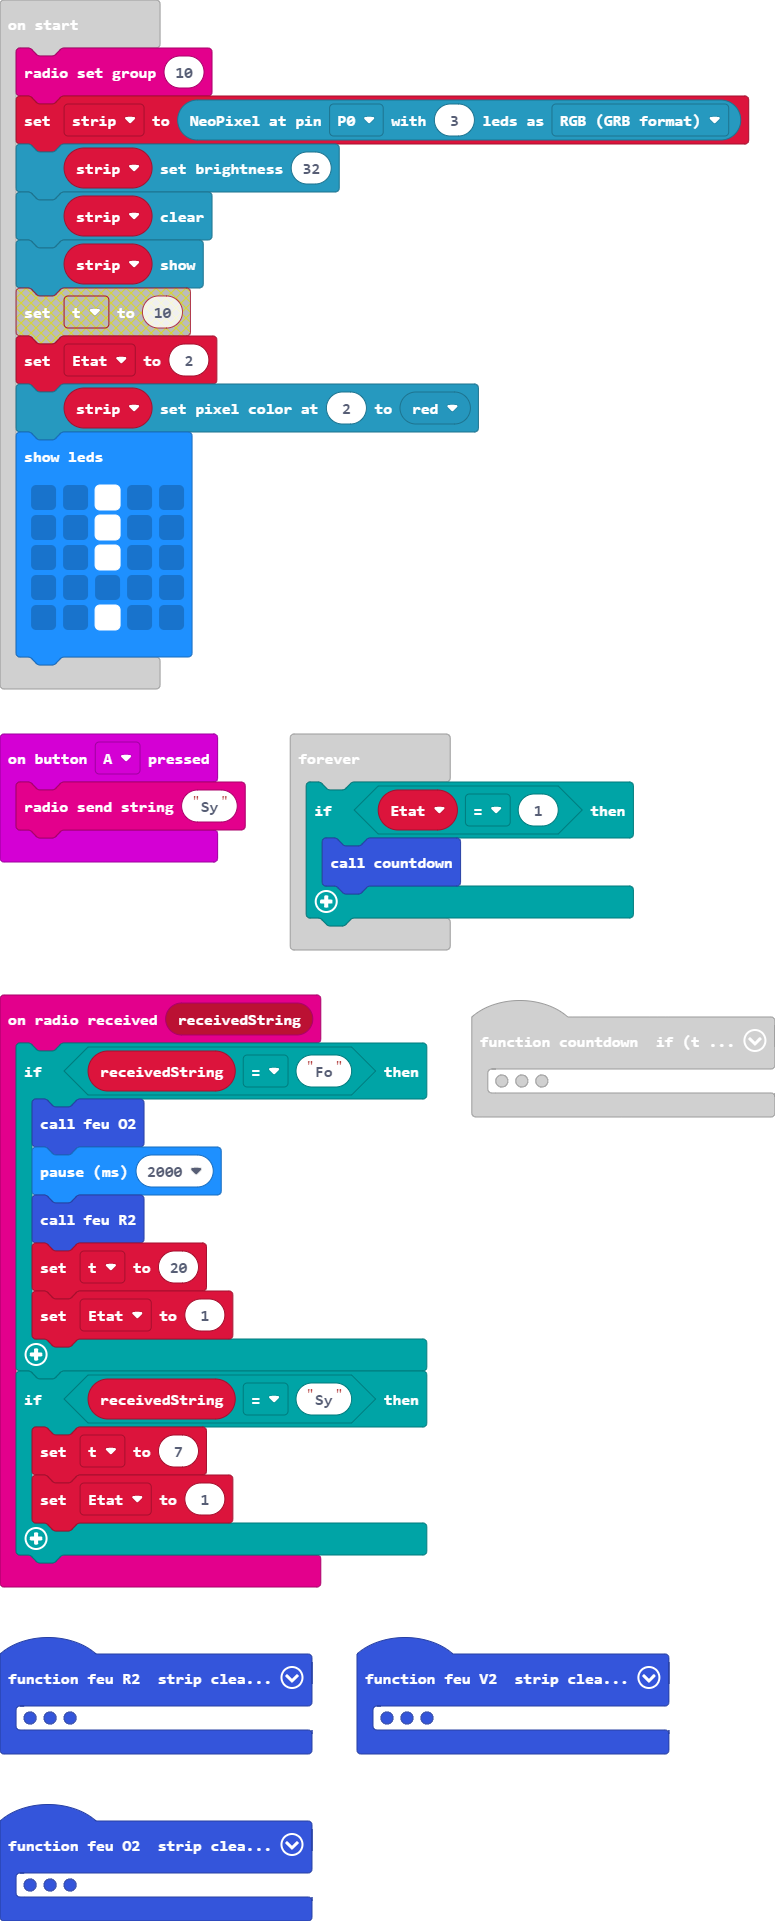 on start
radio set group 10
set strip to NeoPixel at pin P0 with 3 leds as RGB (GRB format)
strip set brightness 32
strip clear
strip show
set t to 10
set Etat to 2
strip set pixel color at 2 to red
show leds
on button A pressed
radio send string "Sy"
forever
if Etat = 1 then
call countdown
on radio received receivedString
if receivedString = "Fo" then
call feu O2
pause (ms) 2000
call feu R2
set t to 20
set Etat to 1
if receivedString = "Sy" then
set t to 7
set Etat to 1
function countdown if (t ...
function feu R2 strip clea...
function feu V2 strip clea...
function feu O2 strip clea...